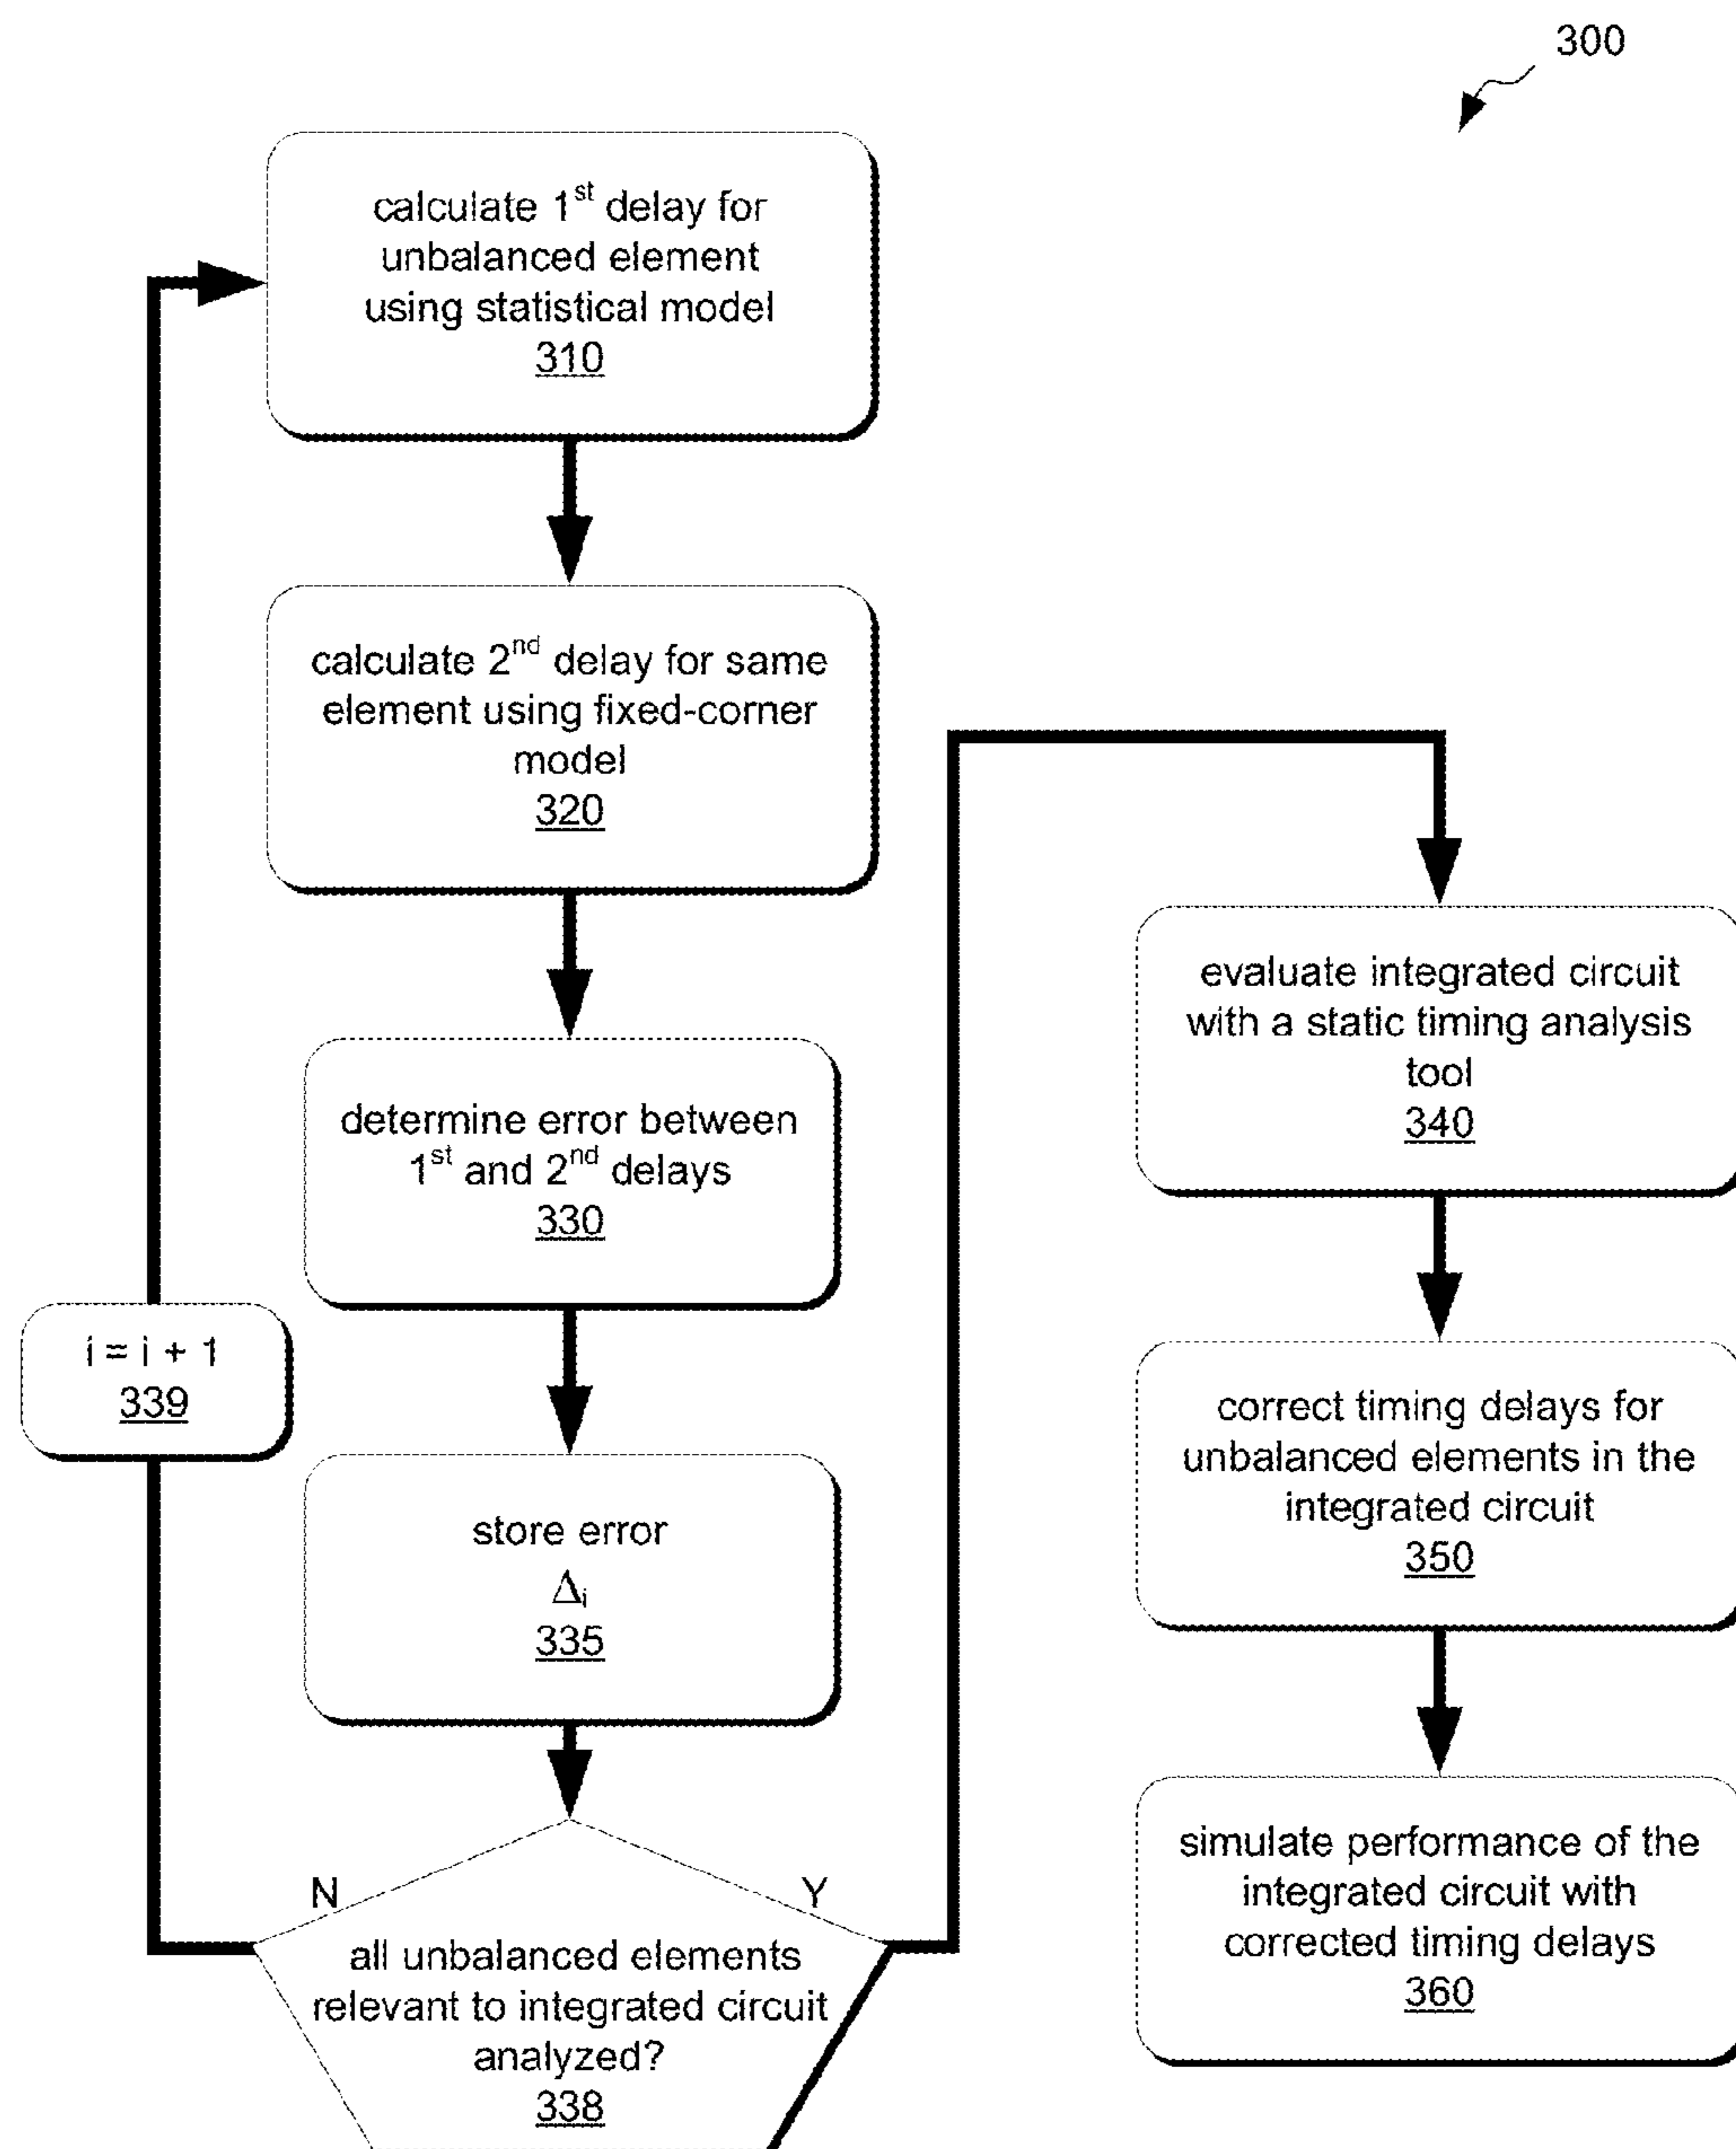 300
calculate 1st delay for
unbalanced element
using statistical model
310
calculate 2nd delay for same
element using fixed-corner
model
320
determine error between
1st and 2nd delays
330
i = i + 1
339
store error
Δi
335
N
Y
all unbalanced elements
relevant to integrated circuit
analyzed?
338
evaluate integrated circuit
with a static timing analysis
tool
340
correct timing delays for
unbalanced elements in the
integrated circuit
350
simulate performance of the
integrated circuit with
corrected timing delays
360